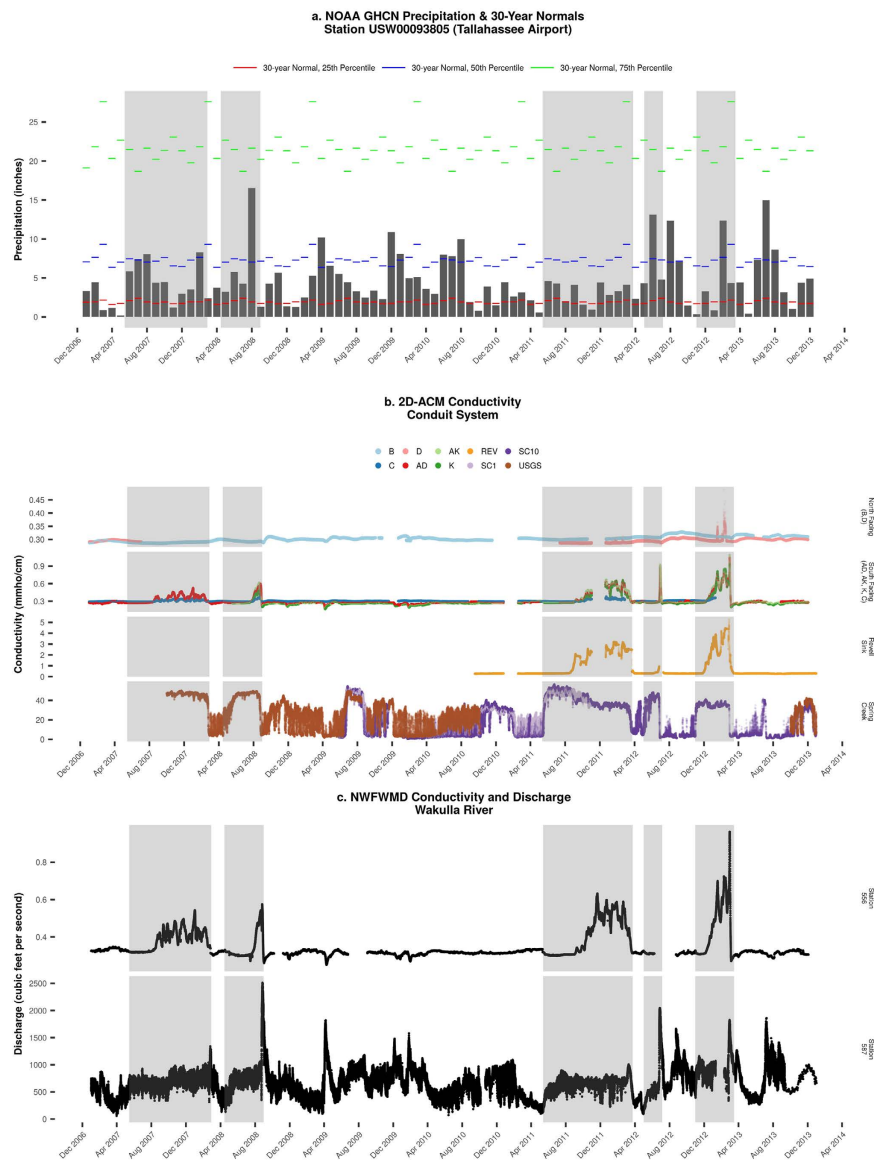 a. NOAA GHCN Precipitation & 30-Year Normals
Station USW00093805 (Tallahassee Airport)
30-year Normal, 25th Percentile 30-year Normal, 50th Percentile 30-year Normal, 75th Percentile
Precipitation (inches)
25
20
15
10
5
0
Dec 2006 Apr 2007 Aug 2007 Dec 2007 Apr 2008 Aug 2008 Dec 2008 Apr 2009 Aug 2009 Dec 2009 Apr 2010 Aug 2010 Dec 2010 Apr 2011 Aug 2011 Dec 2011 Apr 2012 Aug 2012 Dec 2012 Apr 2013 Aug 2013 Dec 2013 Apr 2014
b. 2D-ACM Conductivity
Conduit System
B D AK REV SC10
C AD K SC1 USGS
Conductivity (mmho/cm)
0.45
0.40
0.35
0.30
North Fading
(B,D)
0.9
0.6
0.3
South Fading
(AD, AK, K, C)
5
4
3
2
1
0
Revell
Sink
40
20
0
Spring
Creek
Dec 2006 Apr 2007 Aug 2007 Dec 2007 Apr 2008 Aug 2008 Dec 2008 Apr 2009 Aug 2009 Dec 2009 Apr 2010 Aug 2010 Dec 2010 Apr 2011 Aug 2011 Dec 2011 Apr 2012 Aug 2012 Dec 2012 Apr 2013 Aug 2013 Dec 2013 Apr 2014
c. NWFWMD Conductivity and Discharge
Wakulla River
Discharge (cubic feet per second)
0.8
0.6
0.4
Station
556
2500
2000
1500
1000
500
0
Station
587
Dec 2006 Apr 2007 Aug 2007 Dec 2007 Apr 2008 Aug 2008 Dec 2008 Apr 2009 Aug 2009 Dec 2009 Apr 2010 Aug 2010 Dec 2010 Apr 2011 Aug 2011 Dec 2011 Apr 2012 Aug 2012 Dec 2012 Apr 2013 Aug 2013 Dec 2013 Apr 2014